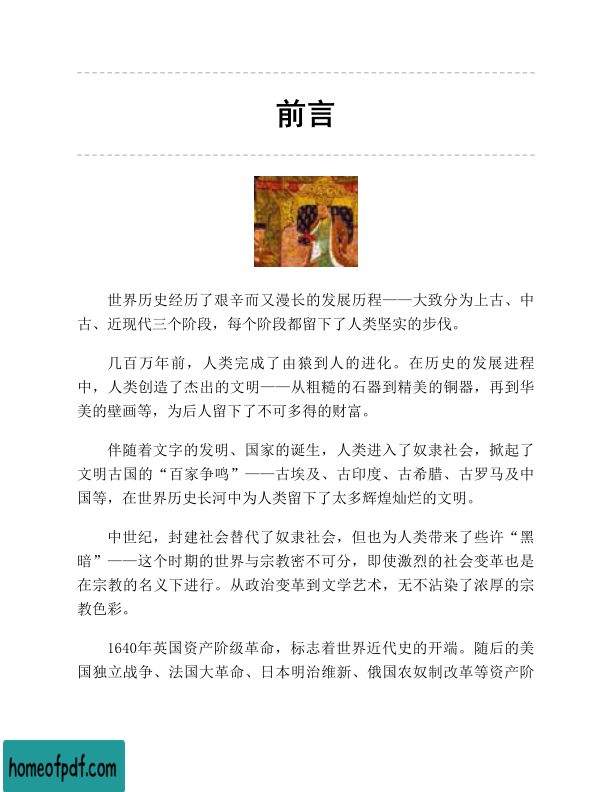 前言
世界历史经历了艰辛而又漫长的发展历程——大致分为上古、中
古、近现代三个阶段，每个阶段都留下了人类坚实的步伐。
几百万年前，人类完成了由猿到人的进化。在历史的发展进程
中，人类创造了杰出的文明——从粗糙的石器到精美的铜器，再到华
美的壁画等，为后人留下了不可多得的财富。
伴随着文字的发明、国家的诞生，人类进入了奴隶社会，掀起了
文明古国的“百家争鸣”——古埃及、古印度、古希腊、古罗马及中
国等，在世界历史长河中为人类留下了太多辉煌灿烂的文明。
中世纪，封建社会替代了奴隶社会，但也为人类带来了些许“黑
暗”——这个时期的世界与宗教密不可分，即使激烈的社会变革也是
在宗教的名义下进行。从政治变革到文学艺术，无不沾染了浓厚的宗
教色彩。
1640年英国资产阶级革命，标志着世界近代史的开端。随后的美
国独立战争、法国大革命、日本明治维新、俄国农奴制改革等资产阶
homeofpdf.com